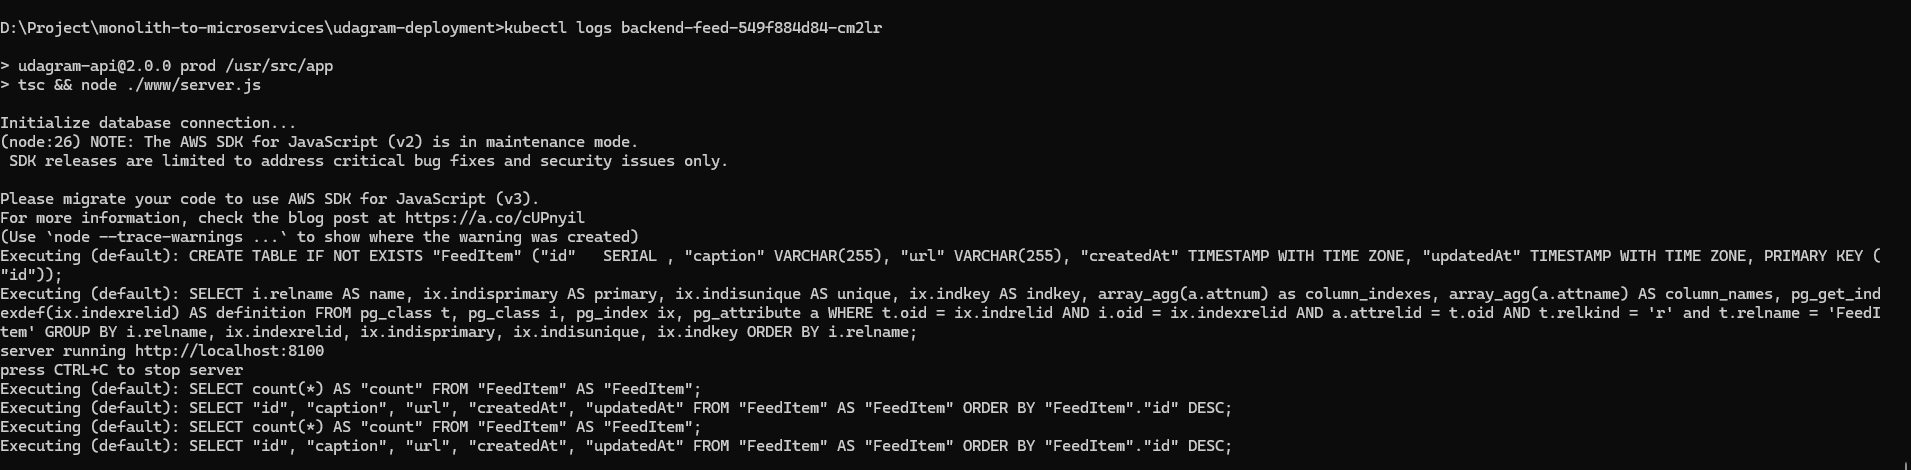 D:\Project\monolith-to-microservices\udagram-deployment>kubectl logs backend-feed-549f884d84-cm2lr
> udagram-api@2.0.0 prod /usr/src/app
> tsc && node ./www/server.js
Initialize database connection...
(node:26) NOTE: The AWS SDK for JavaScript (v2) is in maintenance mode.
 SDK releases are limited to address critical bug fixes and security issues only.
Please migrate your code to use AWS SDK for JavaScript (v3).
For more information, check the blog post at https://a.co/cUPnyil
(Use `node --trace-warnings ...` to show where the warning was created)
Executing (default): CREATE TABLE IF NOT EXISTS "FeedItem" ("id"   SERIAL , "caption" VARCHAR(255), "url" VARCHAR(255), "createdAt" TIMESTAMP WITH TIME ZONE, "updatedAt" TIMESTAMP WITH TIME ZONE, PRIMARY KEY (
"id"));
Executing (default): SELECT i.relname AS name, ix.indisprimary AS primary, ix.indisunique AS unique, ix.indkey AS indkey, array_agg(a.attnum) as column_indexes, array_agg(a.attname) AS column_names, pg_get_ind
exdef(ix.indexrelid) AS definition FROM pg_class t, pg_class i, pg_index ix, pg_attribute a WHERE t.oid = ix.indrelid AND i.oid = ix.indexrelid AND a.attrelid = t.oid AND t.relkind = 'r' and t.relname = 'FeedI
tem' GROUP BY i.relname, ix.indexrelid, ix.indisprimary, ix.indisunique, ix.indkey ORDER BY i.relname;
server running http://localhost:8100
press CTRL+C to stop server
Executing (default): SELECT count(*) AS "count" FROM "FeedItem" AS "FeedItem";
Executing (default): SELECT "id", "caption", "url", "createdAt", "updatedAt" FROM "FeedItem" AS "FeedItem" ORDER BY "FeedItem"."id" DESC;
Executing (default): SELECT count(*) AS "count" FROM "FeedItem" AS "FeedItem";
Executing (default): SELECT "id", "caption", "url", "createdAt", "updatedAt" FROM "FeedItem" AS "FeedItem" ORDER BY "FeedItem"."id" DESC;